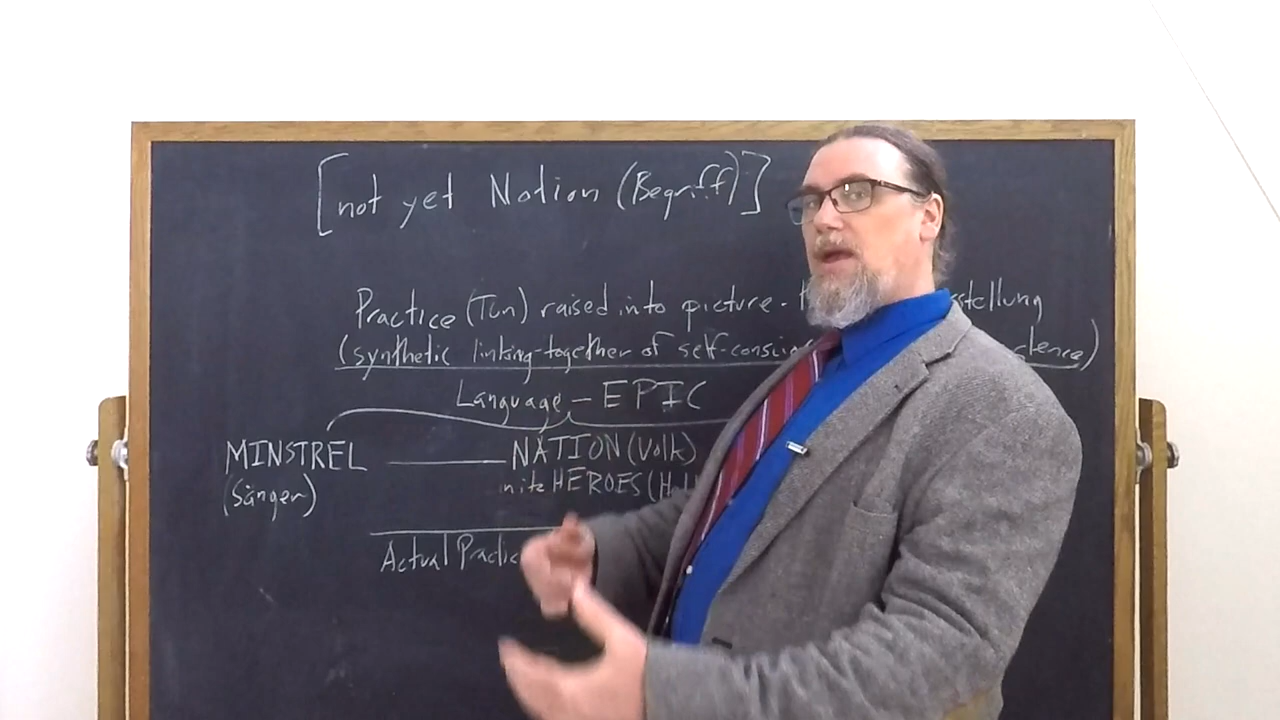 [not yet Notion (Begriff)]
Practice (Tun) raised into picture-
(synthetic linking-together of self-consci
Language - EPIC
MINSTREL NATION (Volk)
(Sänger) in its HEROES (H
Actual Practic